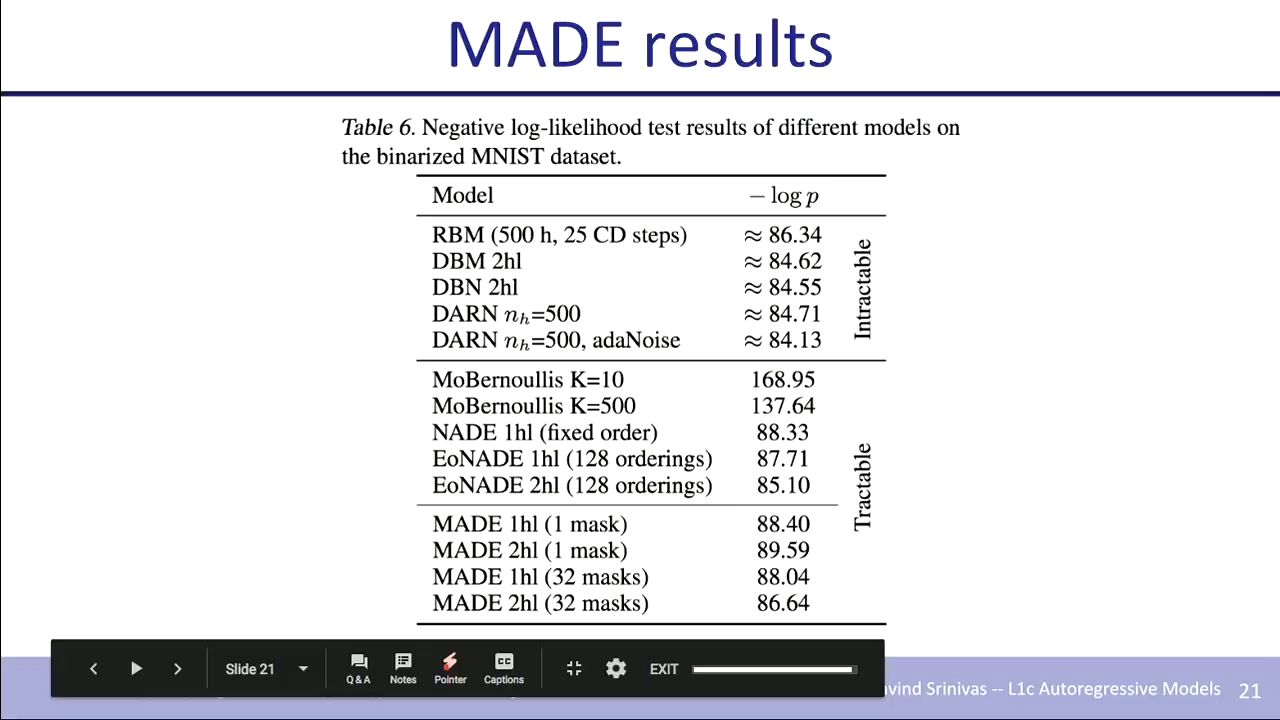 MADE results
Table 6. Negative log-likelihood test results of different models on
the binarized MNIST dataset.
Model − log p
RBM (500 h, 25 CD steps) ≈ 86.34
DBM 2hl ≈ 84.62
DBN 2hl ≈ 84.55
DARN nₕ=500 ≈ 84.71
DARN nₕ=500, adaNoise ≈ 84.13
Intractable
MoBernoullis K=10 168.95
MoBernoullis K=500 137.64
NADE 1hl (fixed order) 88.33
EoNADE 1hl (128 orderings) 87.71
EoNADE 2hl (128 orderings) 85.10
MADE 1hl (1 mask) 88.40
MADE 2hl (1 mask) 89.59
MADE 1hl (32 masks) 88.04
MADE 2hl (32 masks) 86.64
Tractable
Slide 21 Q & A Notes Pointer CC Captions EXIT
Srinivas -- L1c Autoregressive Models 21